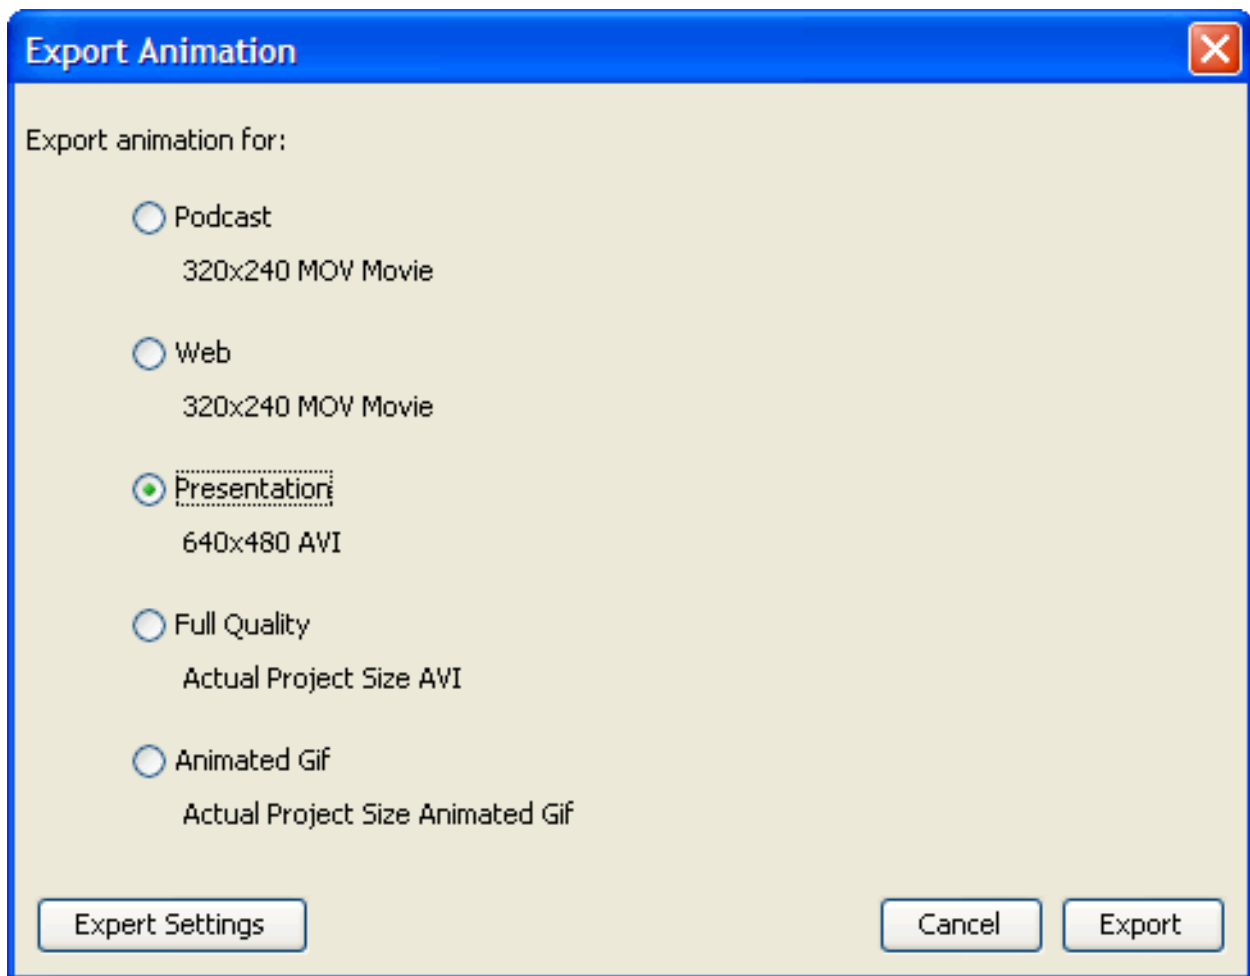 Export Animation
Export animation for:
Podcast
320x240 MOV Movie
Web
320x240 MOV Movie
Presentation
640x480 AVI
Full Quality
Actual Project Size AVI
Animated Gif
Actual Project Size Animated Gif
Expert Settings
Cancel
Export